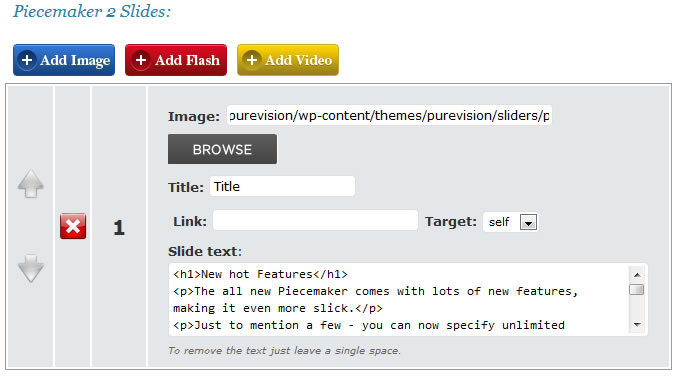 Piecemaker 2 Slides:
+ Add Image + Add Flash + Add Video
Image: purevision/wp-content/themes/purevision/sliders/p
BROWSE
Title: Title
1
Link: Target: self
Slide text:
<h1>New hot Features</h1>
<p>The all new Piecemaker comes with lots of new features,
making it even more slick.</p>
<p>Just to mention a few - you can now specify unlimited
To remove the text just leave a single space.